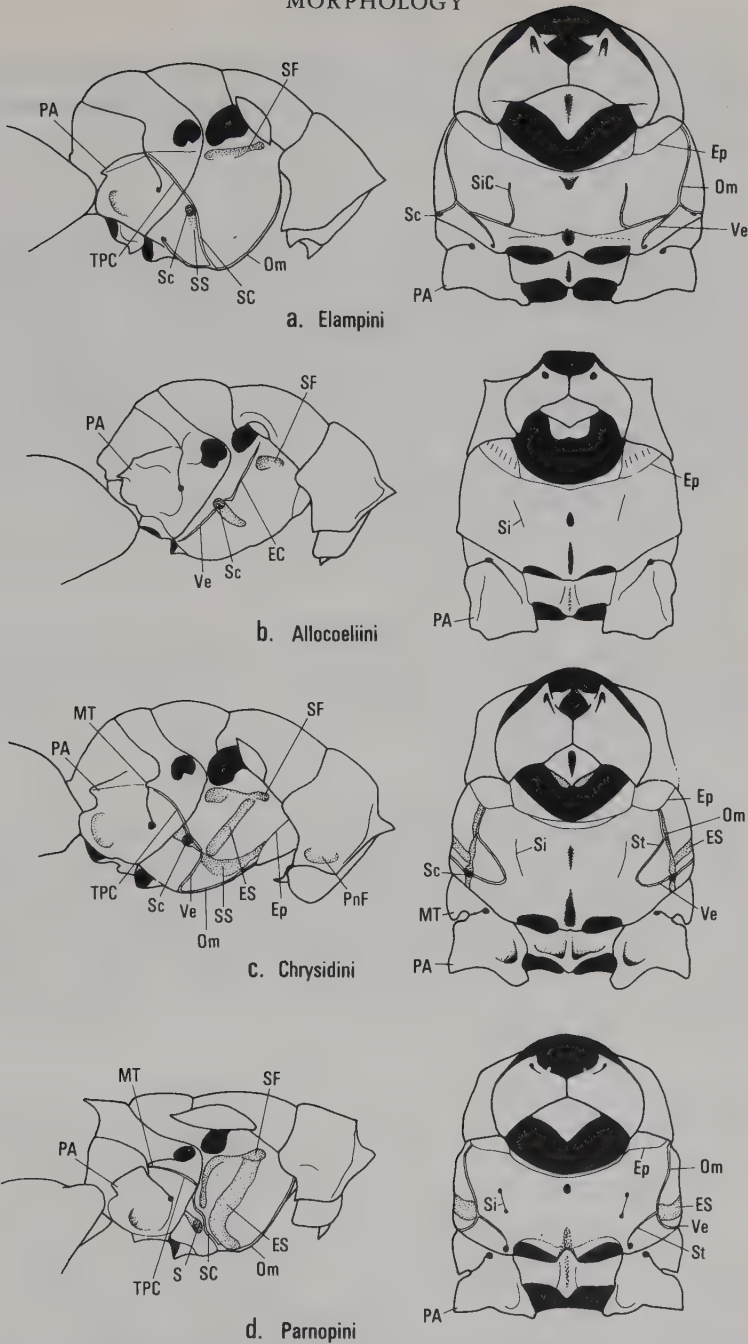 MORPHOLOGY
PA
SF
TPC
Sc
SS
SC
Om
SiC
Sc
PA
Ep
Om
Ve
a. Elampini
PA
SF
Ve
Sc
EC
Si
PA
Ep
b. Allocoeliini
MT
PA
SF
TPC
Sc
Ve
Om
SS
ES
Ep
PnF
Si
St
Sc
MT
PA
Ep
Om
ES
Ve
c. Chrysidini
MT
PA
SF
TPC
S
SC
Om
ES
Si
PA
Ep
Om
ES
Ve
St
d. Parnopini